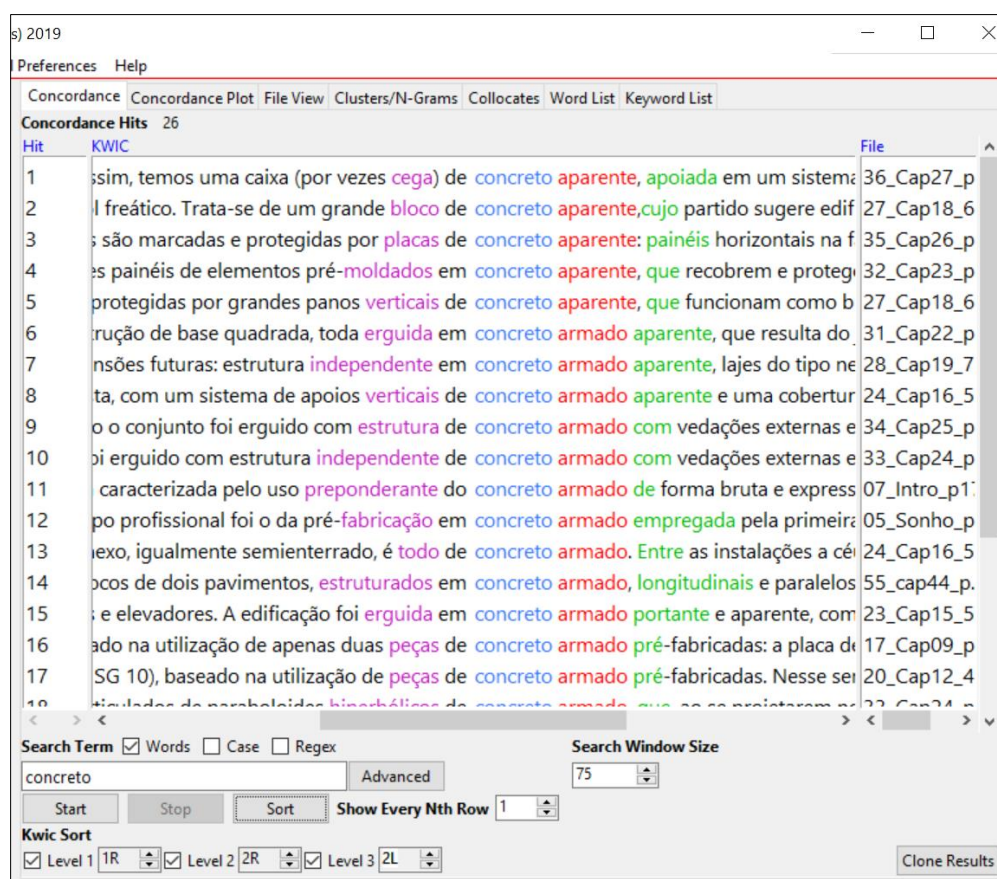 s) 2019
Preferences Help
Concordance Concordance Plot File View Clusters/N-Grams Collocates Word List Keyword List
Concordance Hits 26
Hit KWIC File
1 ssim, temos uma caixa (por vezes cega) de concreto aparente, apoiada em um sistema 36_Cap27_p
2 l freático. Trata-se de um grande bloco de concreto aparente,cujo partido sugere edif 27_Cap18_6
3 s são marcadas e protegidas por placas de concreto aparente: painéis horizontais na f 35_Cap26_p
4 es painéis de elementos pré-moldados em concreto aparente, que recobrem e proteg 32_Cap23_p
5 protegidas por grandes panos verticais de concreto aparente, que funcionam como b 27_Cap18_6
6 trução de base quadrada, toda erguida em concreto armado aparente, que resulta do 31_Cap22_p
7 nsões futuras: estrutura independente em concreto armado aparente, lajes do tipo ne 28_Cap19_7
8 ta, com um sistema de apoios verticais de concreto armado aparente e uma cobertur 24_Cap16_5
9 o o conjunto foi erguido com estrutura de concreto armado com vedações externas e 34_Cap25_p
10 oi erguido com estrutura independente de concreto armado com vedações externas e 33_Cap24_p
11 caracterizada pelo uso preponderante do concreto armado de forma bruta e express 07_Intro_p1
12 po profissional foi o da pré-fabricação em concreto armado empregada pela primeira 05_Sonho_p
13 exo, igualmente semienterrado, é todo de concreto armado. Entre as instalações a cé 24_Cap16_5
14 ocos de dois pavimentos, estruturados em concreto armado, longitudinais e paralelos 55_cap44_p.
15 s e elevadores. A edificação foi erguida em concreto armado portante e aparente, com 23_Cap15_5
16 ado na utilização de apenas duas peças de concreto armado pré-fabricadas: a placa de 17_Cap09_p
17 SG 10), baseado na utilização de peças de concreto armado pré-fabricadas. Nesse ser 20_Cap12_4
18 ticulados de paraboloides hiperbólicos de concreto armado que, ao se projetarem
Search Term Words Case Regex Search Window Size
concreto Advanced 75
Start Stop Sort Show Every Nth Row 1
Kwic Sort
Level 1 1R Level 2 2R Level 3 2L Clone Results